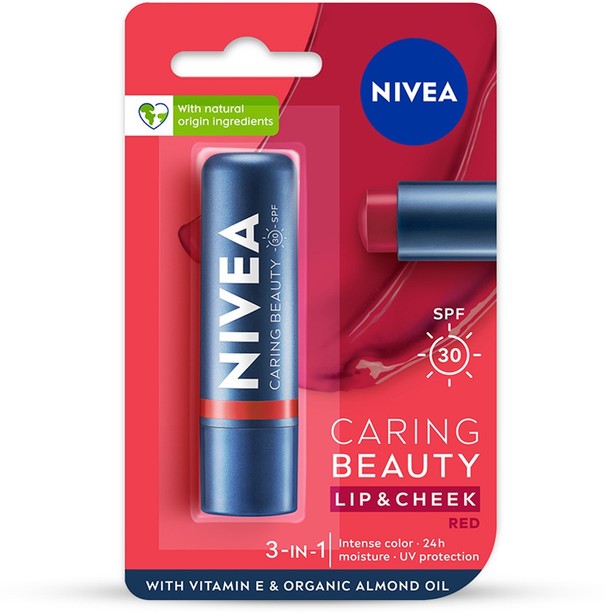 NIVEA
With natural
origin ingredients
NIVEA
CARING BEAUTY 30 SPF
SPF
30
CARING
BEAUTY
LIP & CHEEK
RED
3-IN-1
Intense color · 24h
moisture · UV protection
WITH VITAMIN E & ORGANIC ALMOND OIL